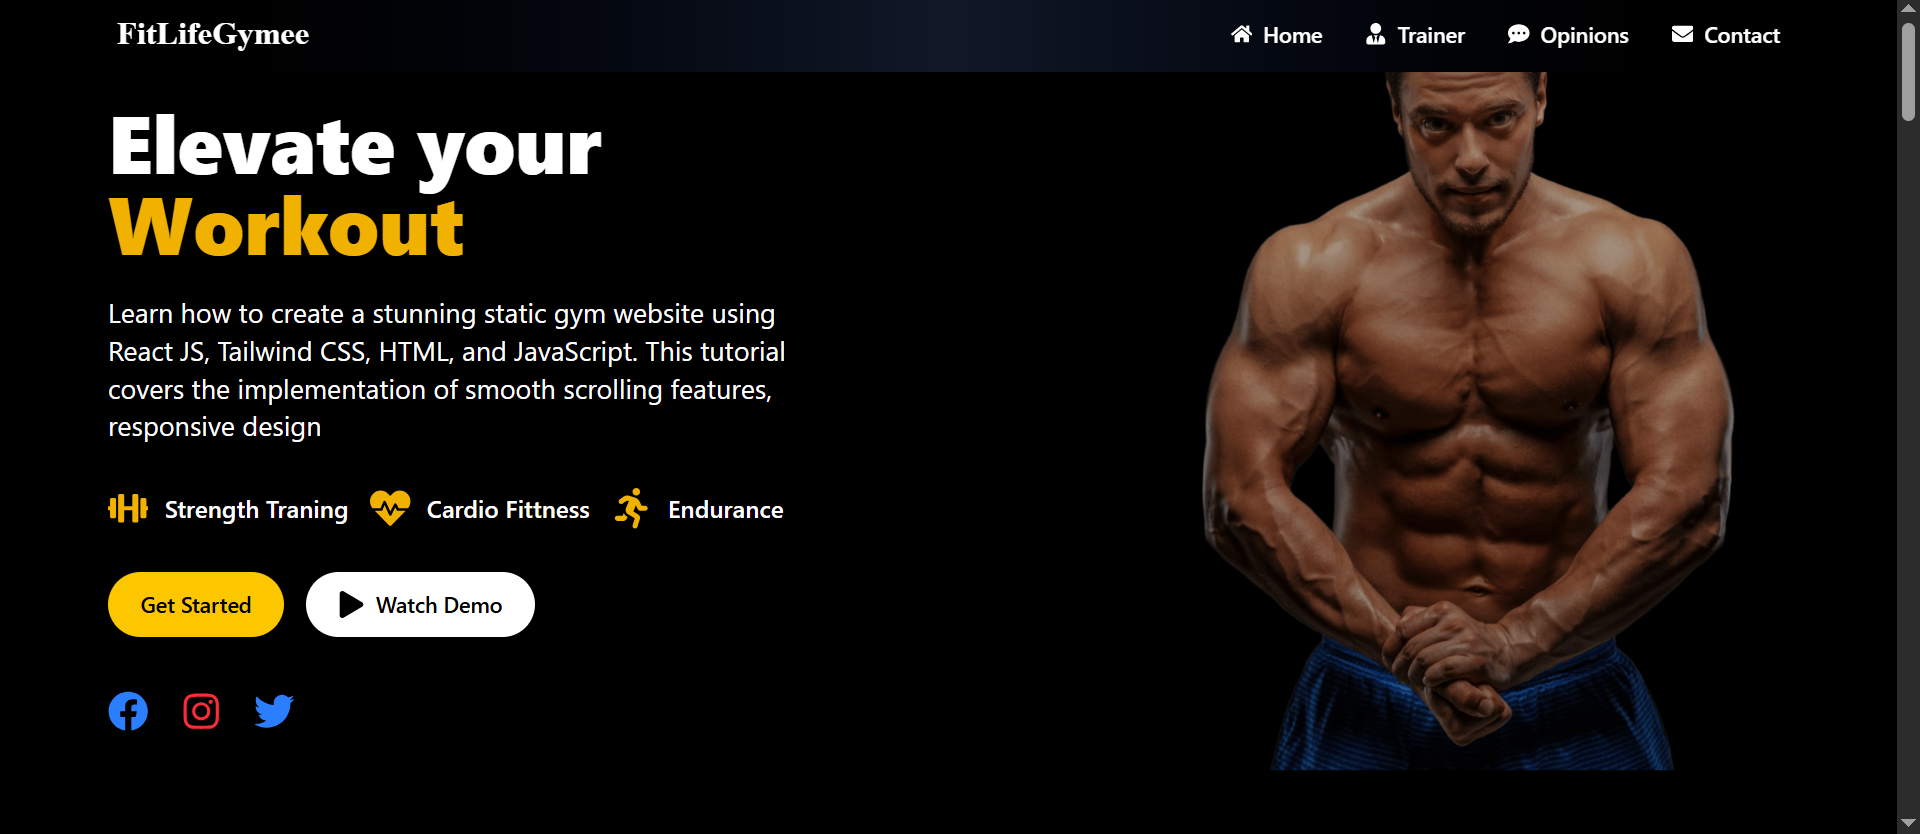 FitLifeGymee
Home
Trainer
Opinions
Contact
Elevate your
Workout
Learn how to create a stunning static gym website using
React JS, Tailwind CSS, HTML, and JavaScript. This tutorial
covers the implementation of smooth scrolling features,
responsive design
Strength Traning
Cardio Fittness
Endurance
Get Started
Watch Demo